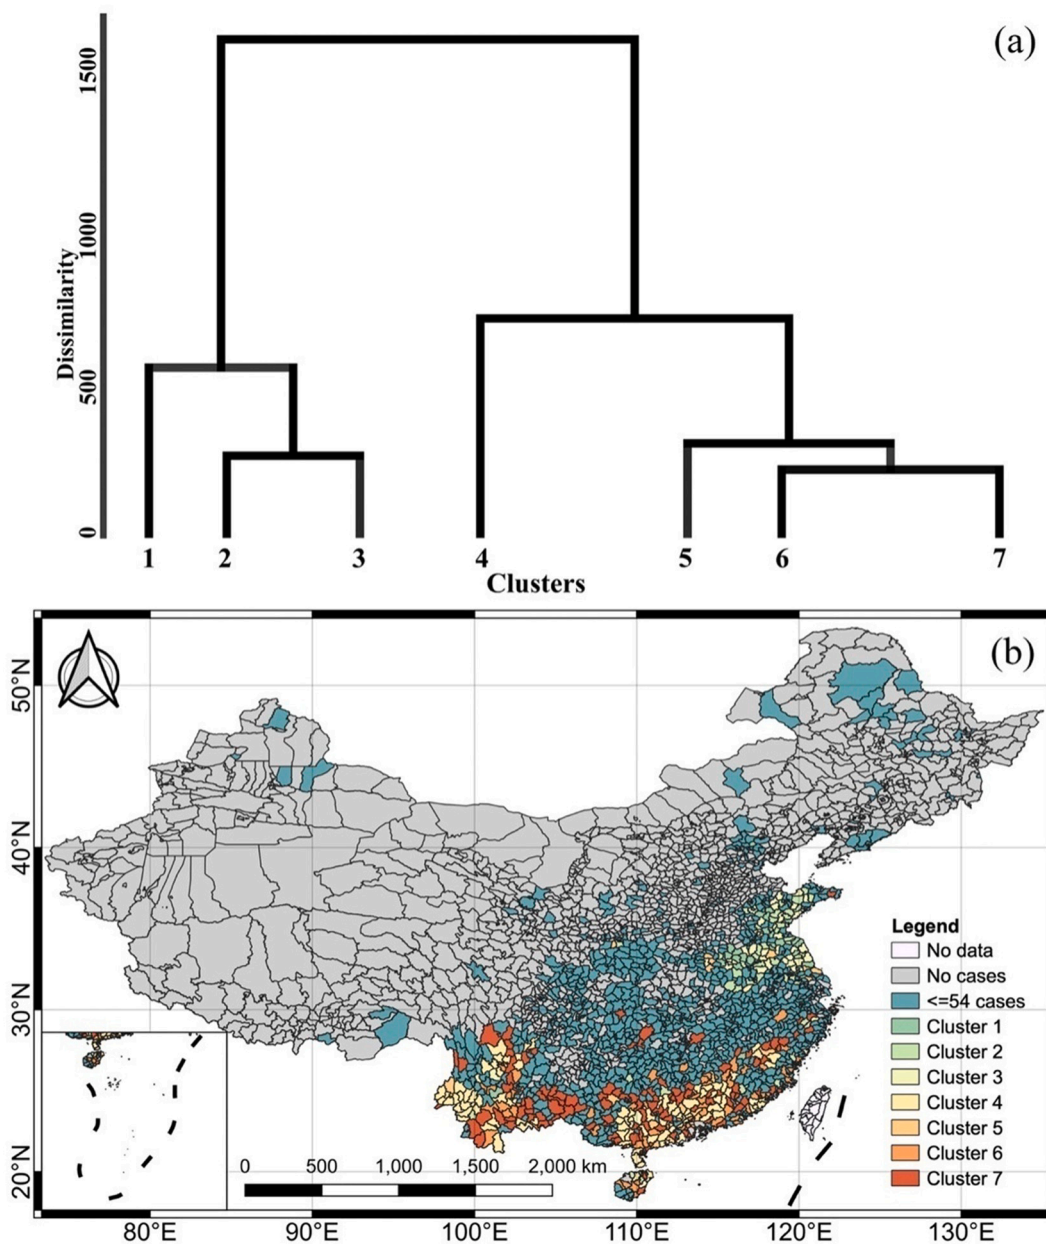 (a)
1500
1000
500
0
Dissimilarity
1 2 3 4 5 6 7
Clusters
(b)
50°N
40°N
30°N
20°N
Legend
No data
No cases
<=54 cases
Cluster 1
Cluster 2
Cluster 3
Cluster 4
Cluster 5
Cluster 6
Cluster 7
0 500 1,000 1,500 2,000 km
80°E 90°E 100°E 110°E 120°E 130°E